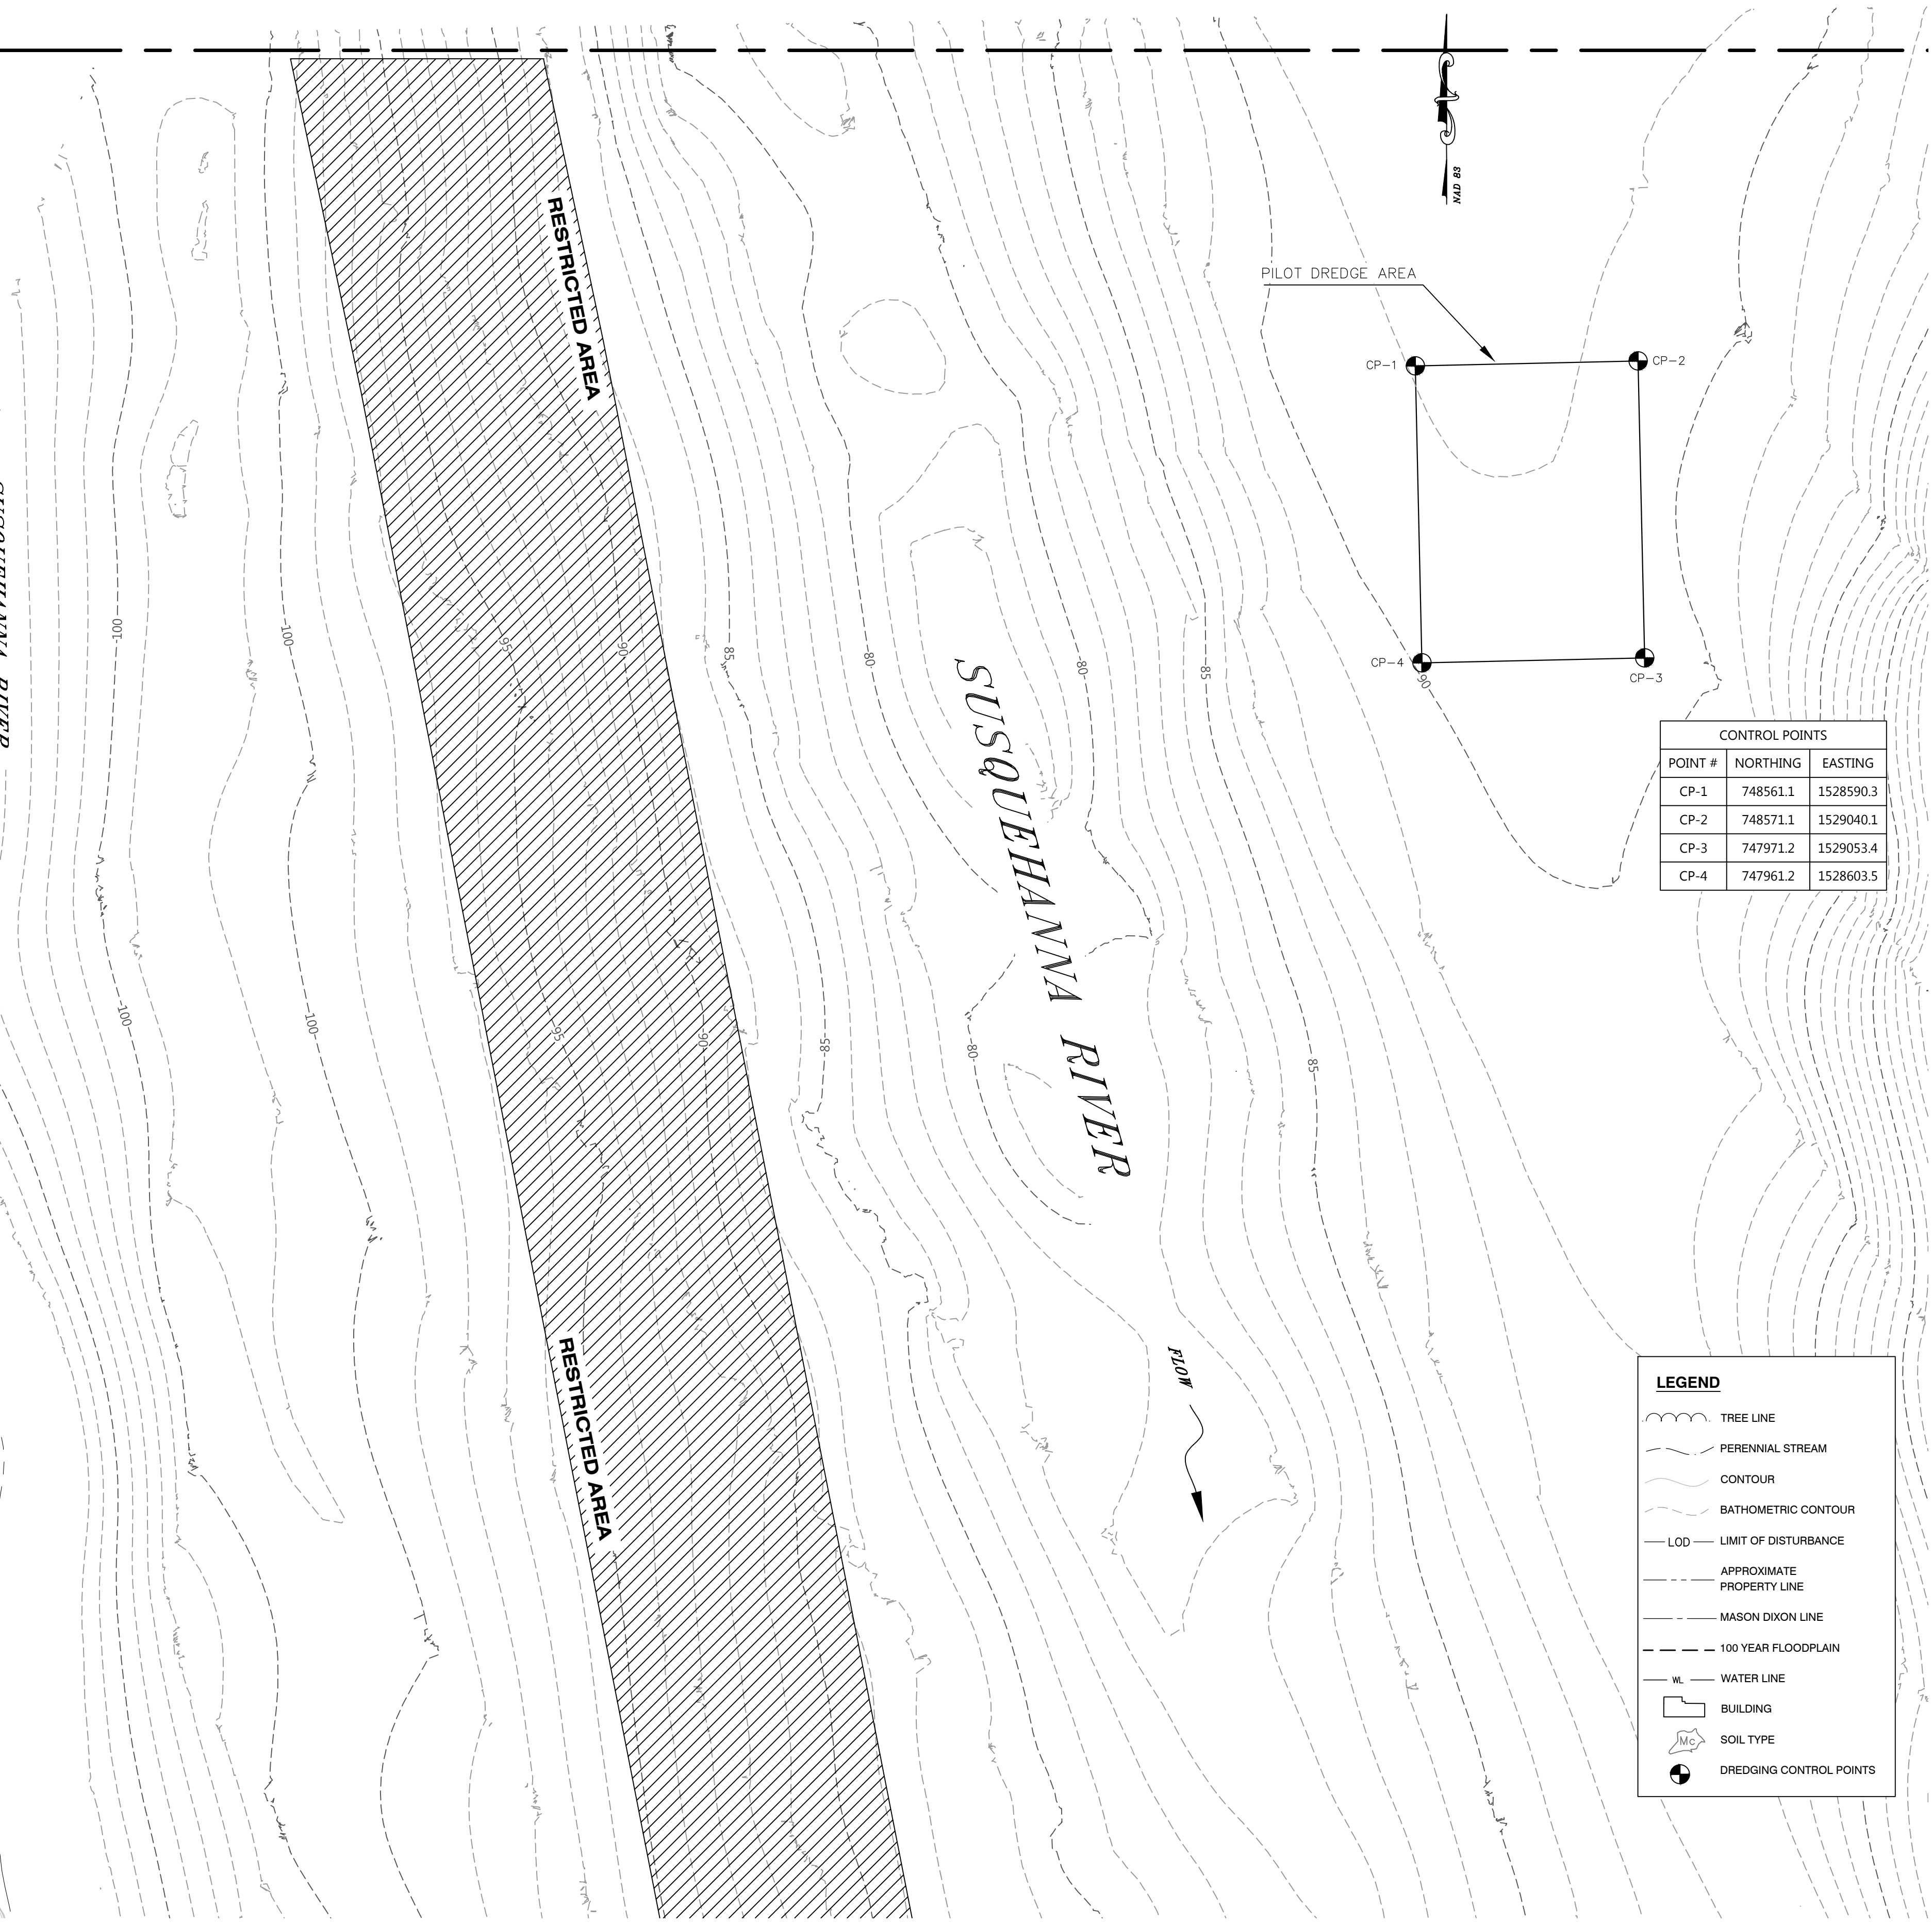 NAD 83
PILOT DREDGE AREA
CP-1
CP-2
CP-4
CP-3
RESTRICTED AREA
100
100
95
90
85
80
80
85
90
SUSQUEHANNA RIVER
SUSQUEHANNA RIVER
CONTROL POINTS
POINT # NORTHING EASTING
CP-1 748561.1 1528590.3
CP-2 748571.1 1529040.1
CP-3 747971.2 1529053.4
CP-4 747961.2 1528603.5
100
100
95
90
85
80
85
RESTRICTED AREA
FLOW
LEGEND
TREE LINE
PERENNIAL STREAM
CONTOUR
BATHOMETRIC CONTOUR
LOD LIMIT OF DISTURBANCE
APPROXIMATE
PROPERTY LINE
MASON DIXON LINE
100 YEAR FLOODPLAIN
WL WATER LINE
BUILDING
Mc SOIL TYPE
DREDGING CONTROL POINTS